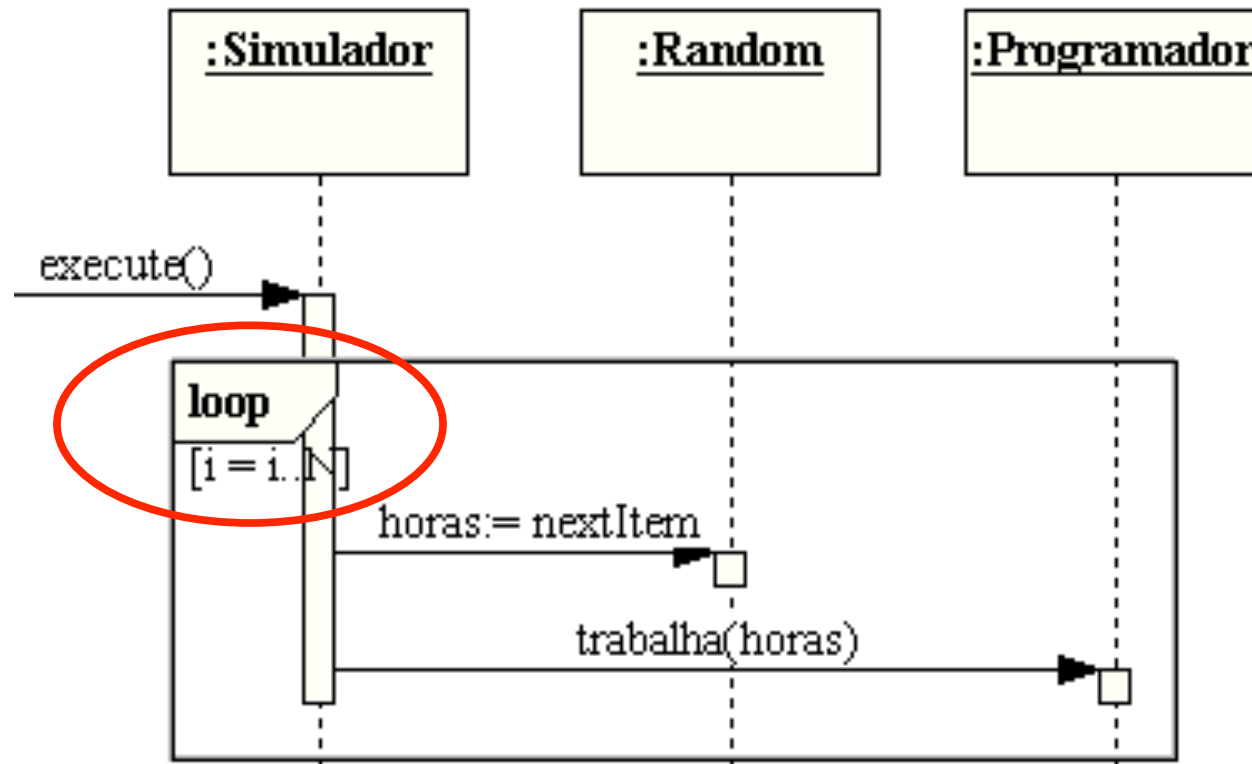 :Simulador
:Random
:Programador
execute()
loop
[i = i..N]
horas:= nextItem
trabalha(horas)